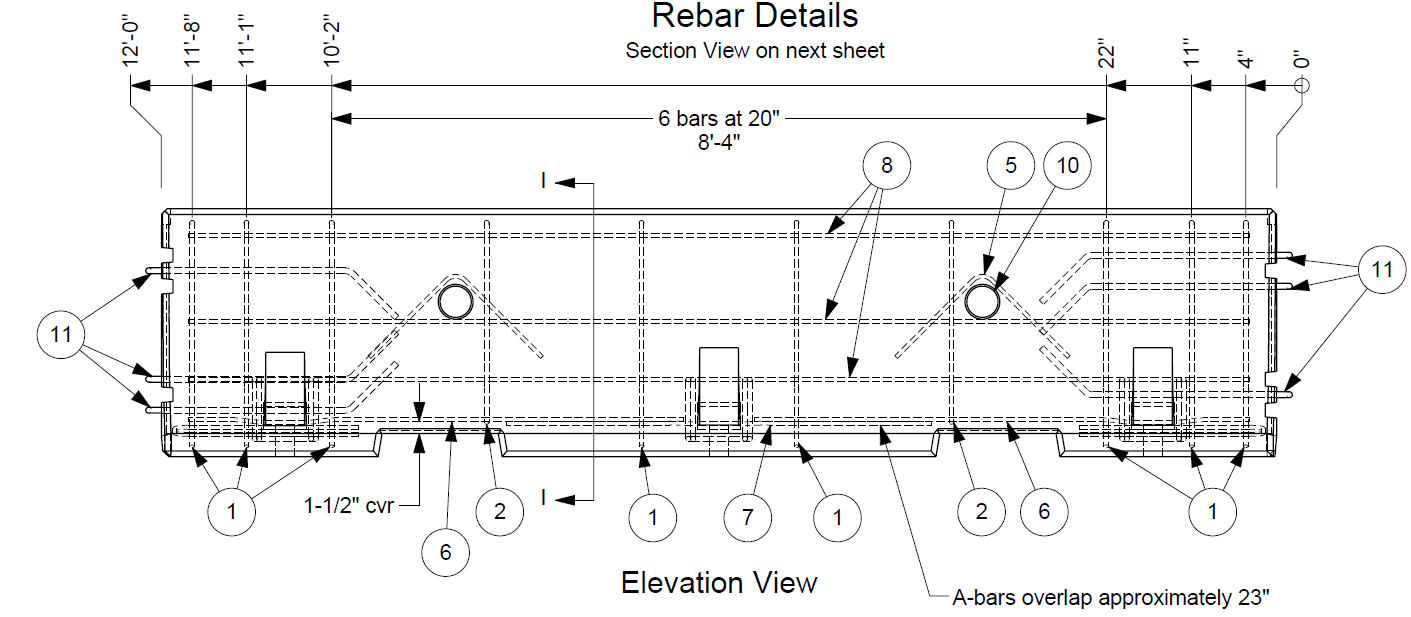 Rebar Details
Section View on next sheet
12'-0"
11'-8"
11'-1"
10'-2"
22"
11"
4"
0"
6 bars at 20"
8'-4"
I
8
5
10
11
11
1
1-1/2" cvr
2
I
1
7
1
2
6
1
6
Elevation View
A-bars overlap approximately 23"